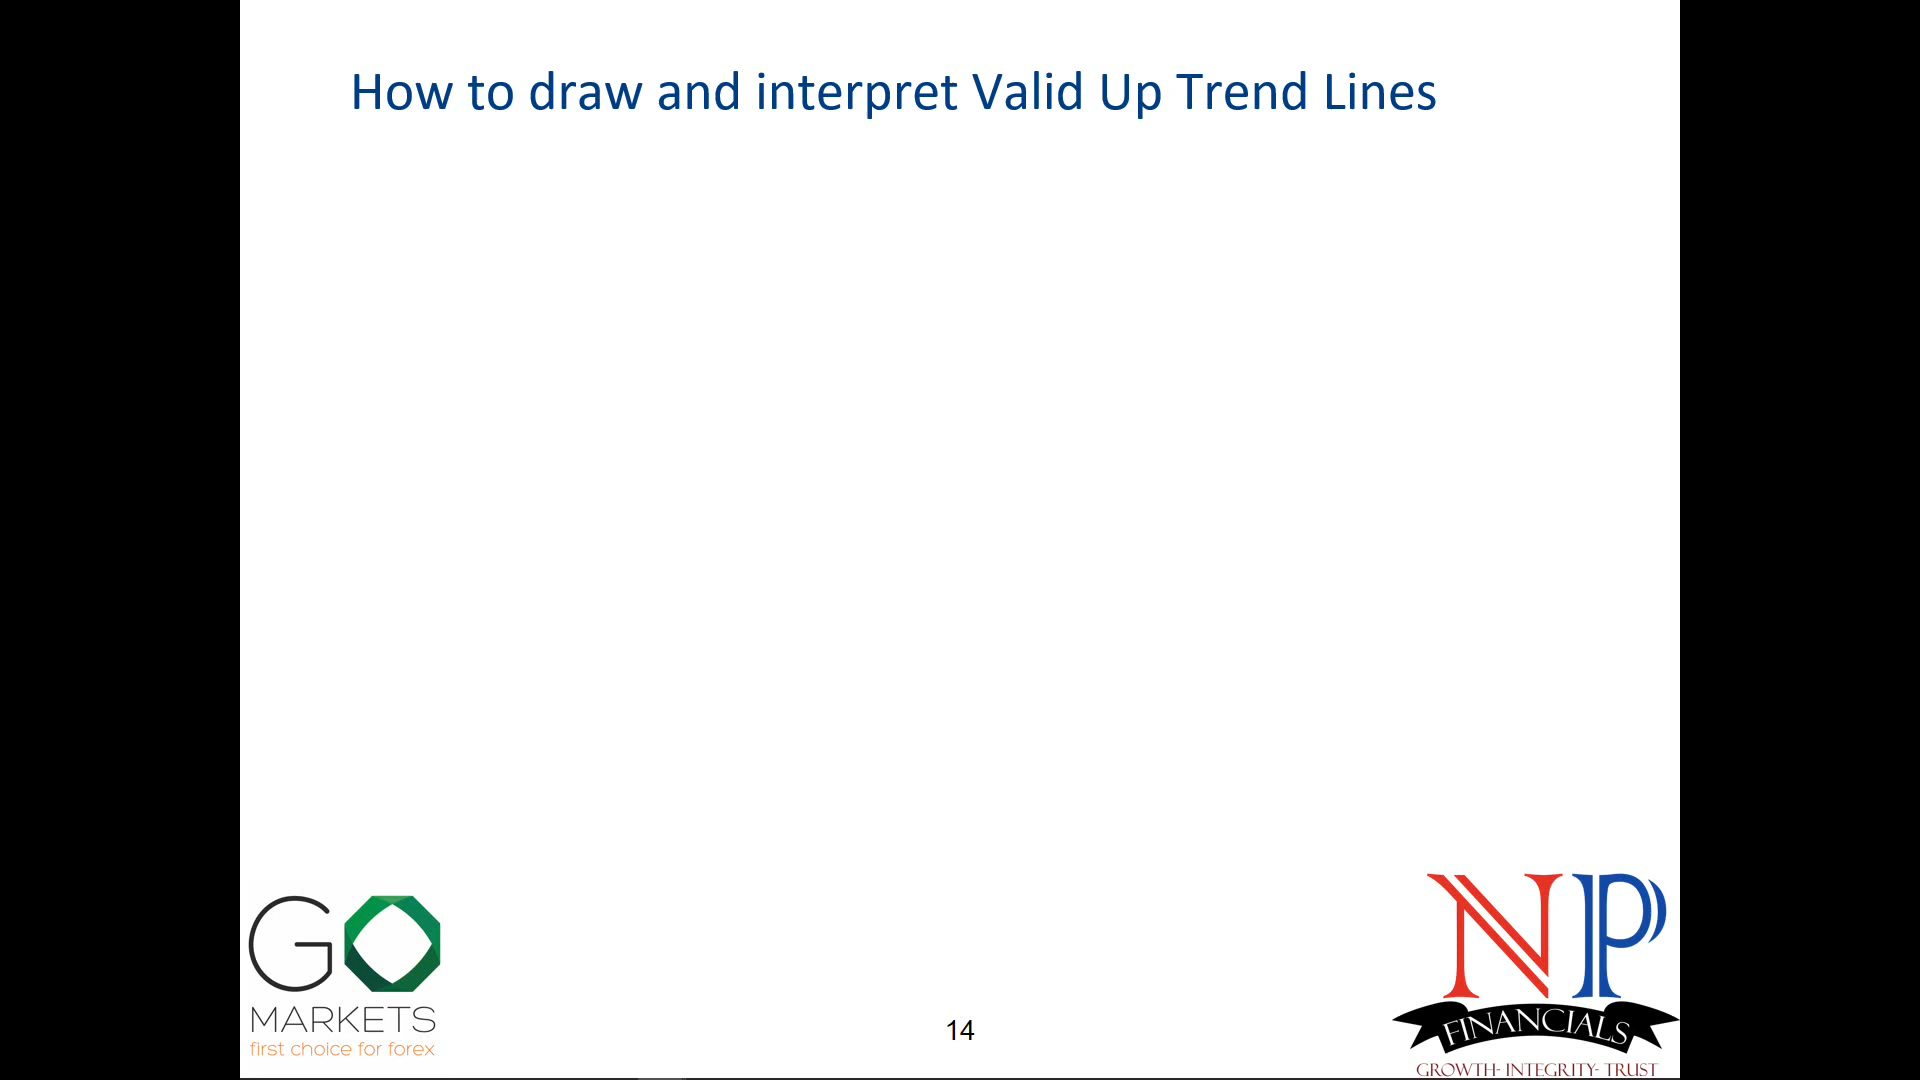 How to draw and interpret Valid Up Trend Lines
GO
MARKETS
first choice for forex
14
NP
FINANCIALS
GROWTH- INTEGRITY- TRUST